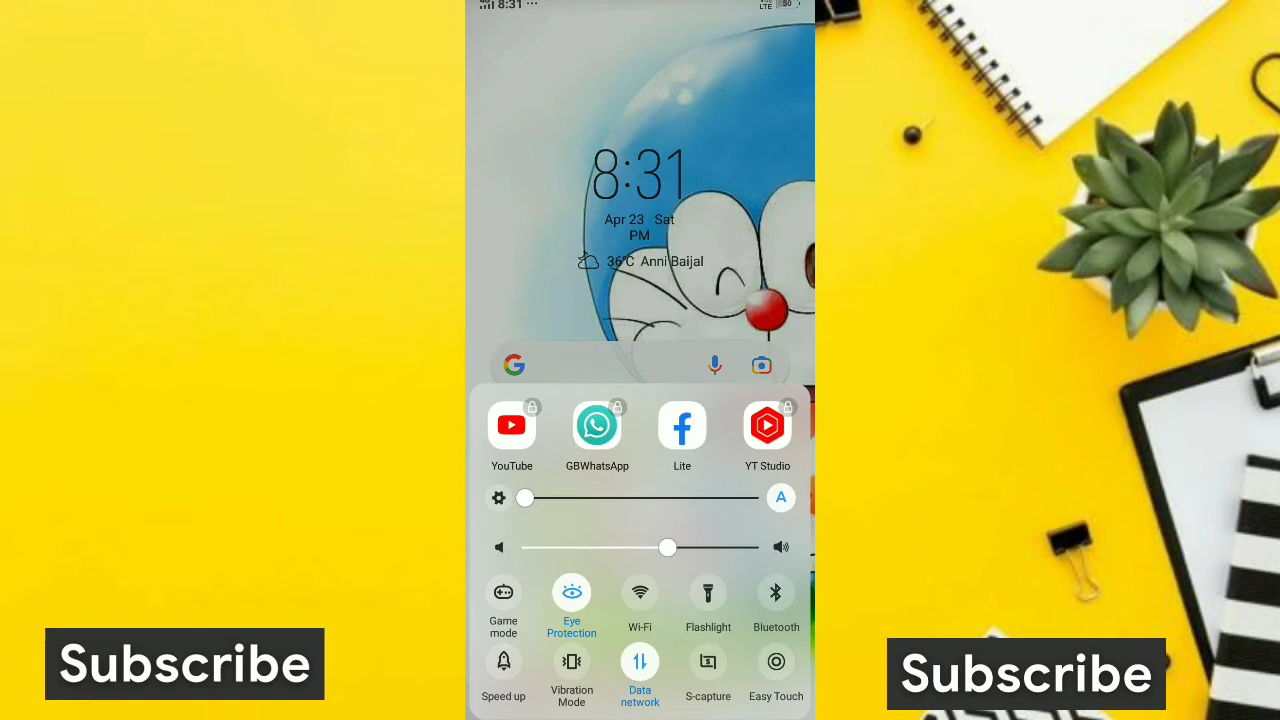 8:31 ...
LTE
8:31
Apr 23 Sat
PM
36°C Anni Baijal
YouTube
GBWhatsApp
Lite
YT Studio
A
Game
mode
Eye
Protection
Wi-Fi
Flashlight
Bluetooth
Speed up
Vibration
Mode
Data
network
S-capture
Easy Touch
Subscribe
Subscribe